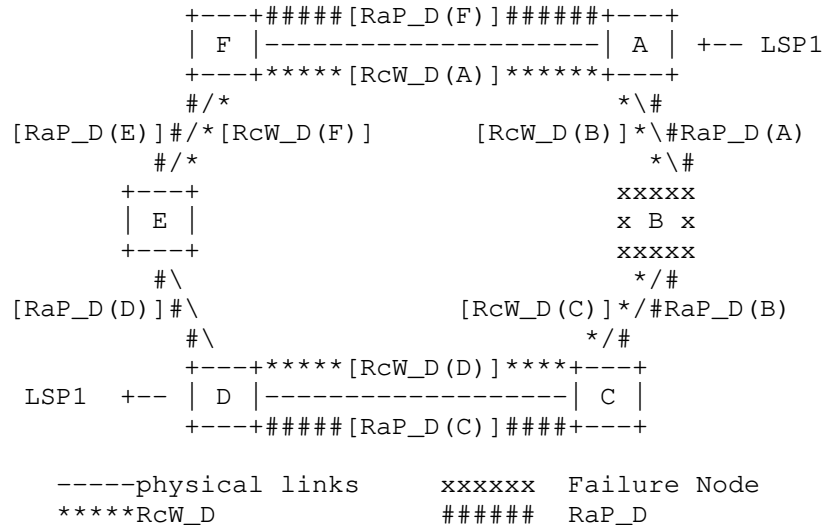 +---+#####[RaP_D(F)]######+---+
| F |---------------------| A | +-- LSP1
+---+*****[RcW_D(A)]******+---+
#/* *\#
[RaP_D(E)]#/*[RcW_D(F)] [RcW_D(B)]*\#RaP_D(A)
#/* *\#
+---+ xxxxx
| E | x B x
+---+ xxxxx
#\ */#
[RaP_D(D)]#\ [RcW_D(C)]*/#RaP_D(B)
#\ */#
+---+*****[RcW_D(D)]****+---+
LSP1 +-- | D |-------------------| C |
+---+#####[RaP_D(C)]####+---+
-----physical links xxxxxx Failure Node
*****RcW_D ###### RaP_D